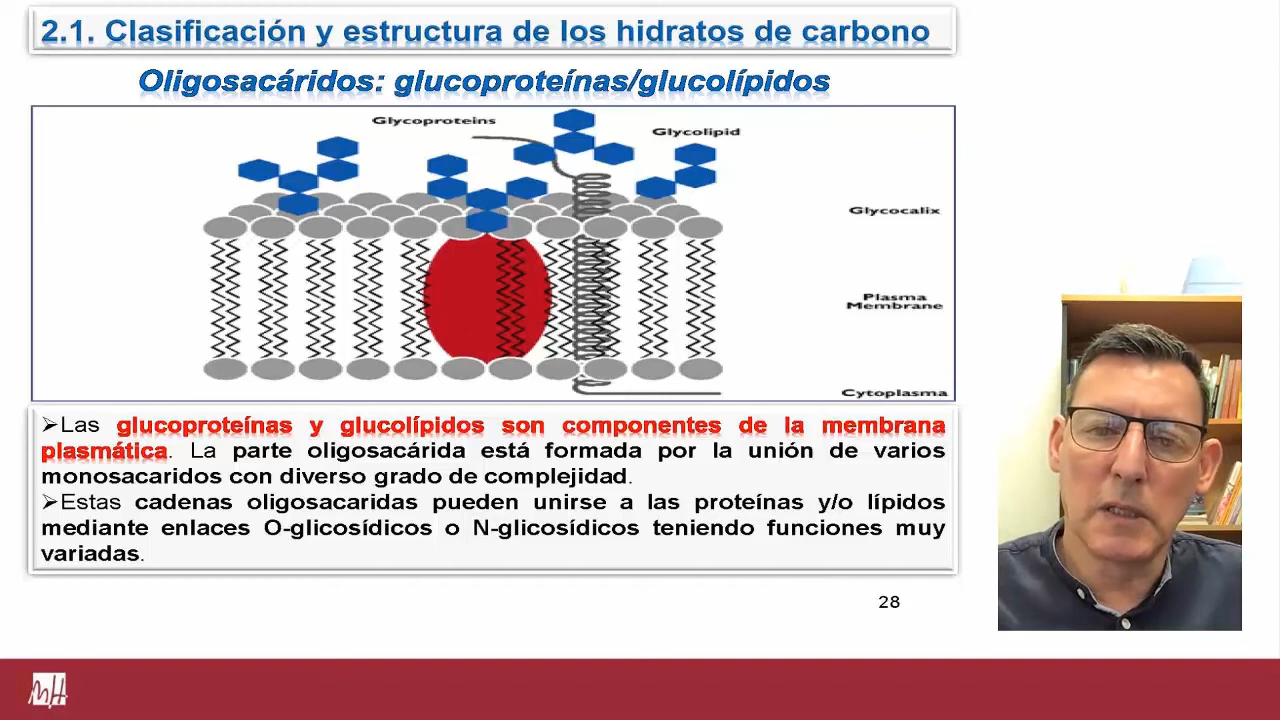 2.1. Clasificación y estructura de los hidratos de carbono
Oligosacáridos: glucoproteínas/glucolípidos
Glycoproteins
Glycolipid
Glycocalix
Plasma
Membrane
Cytoplasma
➢Las glucoproteínas y glucolípidos son componentes de la membrana
plasmática. La parte oligosacárida está formada por la unión de varios
monosacaridos con diverso grado de complejidad.
➢Estas cadenas oligosacaridas pueden unirse a las proteínas y/o lípidos
mediante enlaces O-glicosídicos o N-glicosídicos teniendo funciones muy
variadas.
28
MH